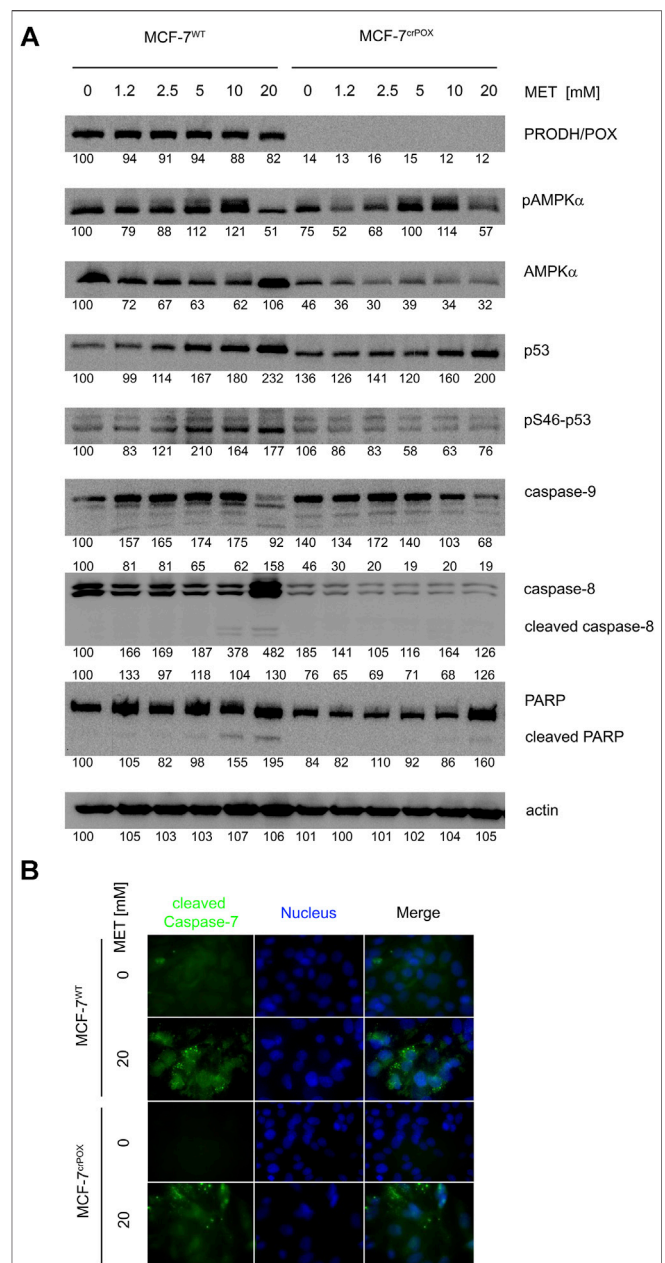 A
MCF-7WT MCF-7crPOX
0 1.2 2.5 5 10 20 0 1.2 2.5 5 10 20 MET [mM]
PRODH/POX
100 94 91 94 88 82 14 13 16 15 12 12
pAMPKα
100 79 88 112 121 51 75 52 68 100 114 57
AMPKα
100 72 67 63 62 106 46 36 30 39 34 32
p53
100 99 114 167 180 232 136 126 141 120 160 200
pS46-p53
100 83 121 210 164 177 106 86 83 58 63 76
caspase-9
100 157 165 174 175 92 140 134 172 140 103 68
100 81 81 65 62 158 46 30 20 19 20 19
caspase-8
cleaved caspase-8
100 166 169 187 378 482 185 141 105 116 164 126
100 133 97 118 104 130 76 65 69 71 68 126
PARP
cleaved PARP
100 105 82 98 155 195 84 82 110 92 86 160
actin
100 105 103 103 107 106 101 100 101 102 104 105
B
MET [mM]
cleaved
Caspase-7
Nucleus
Merge
MCF-7WT
0
20
MCF-7crPOX
0
20